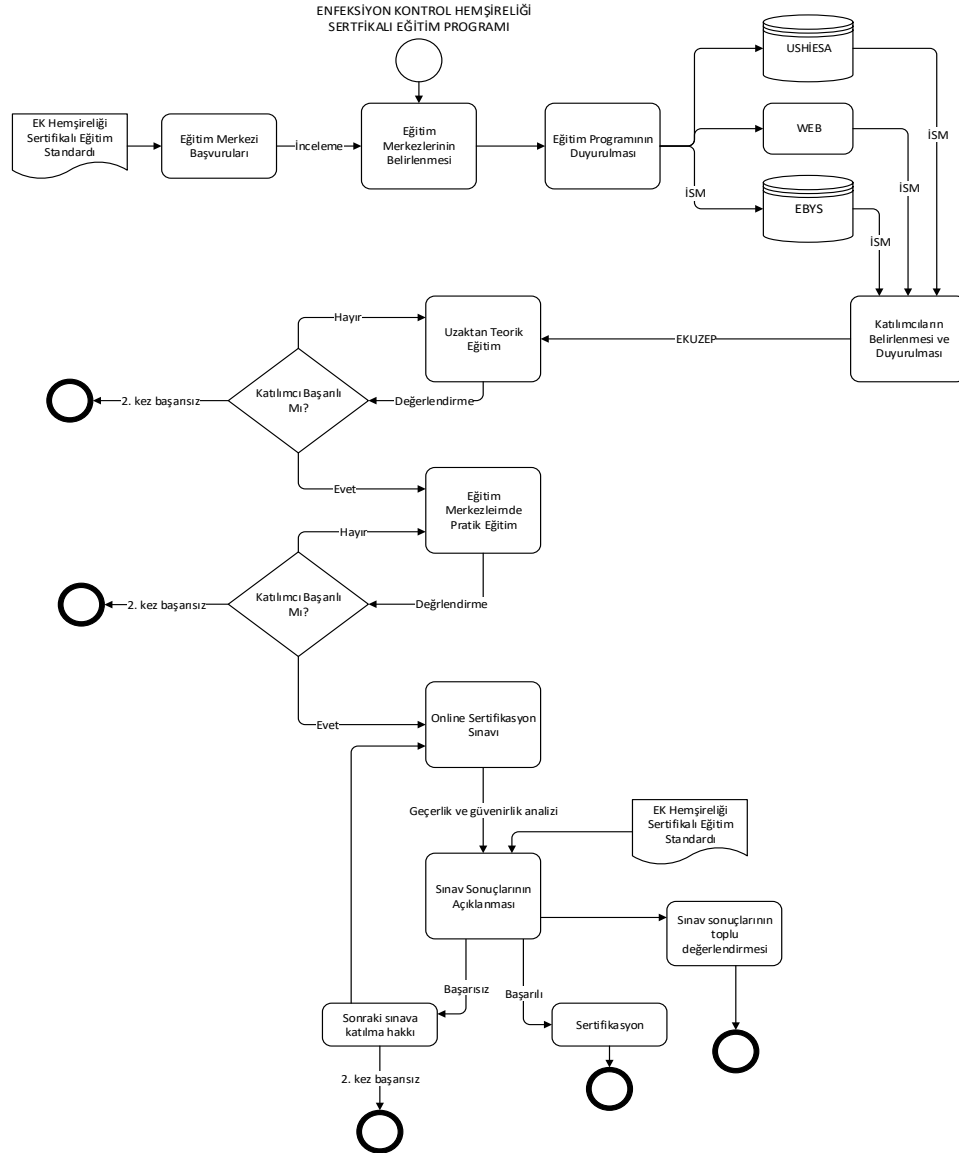 ENFEKSİYON KONTROL HEMŞİRELİĞİ
SERTFİKALI EĞİTİM PROGRAMI
EK Hemşireliği
Sertifikalı Eğitim
Standardı
Eğitim Merkezi
Başvuruları
İnceleme
Eğitim
Merkezlerinin
Belirlenmesi
Eğitim Programının
Duyurulması
İSM
USHİESA
WEB
EBYS
İSM
İSM
İSM
Katılımcıların
Belirlenmesi ve
Duyurulması
EKUZEP
Uzaktan Teorik
Eğitim
Hayır
Değerlendirme
Katılımcı Başarılı
Mı?
2. kez başarısız
Evet
Eğitim
Merkezleimde
Pratik Eğitim
Hayır
Değrlendirme
Katılımcı Başarılı
Mı?
2. kez başarısız
Evet
Online Sertifikasyon
Sınavı
Geçerlik ve güvenirlik analizi
EK Hemşireliği
Sertifikalı Eğitim
Standardı
Sınav Sonuçlarının
Açıklanması
Sınav sonuçlarının
toplu
değerlendirmesi
Başarısız
Başarılı
Sonraki sınava
katılma hakkı
Sertifikasyon
2. kez başarısız